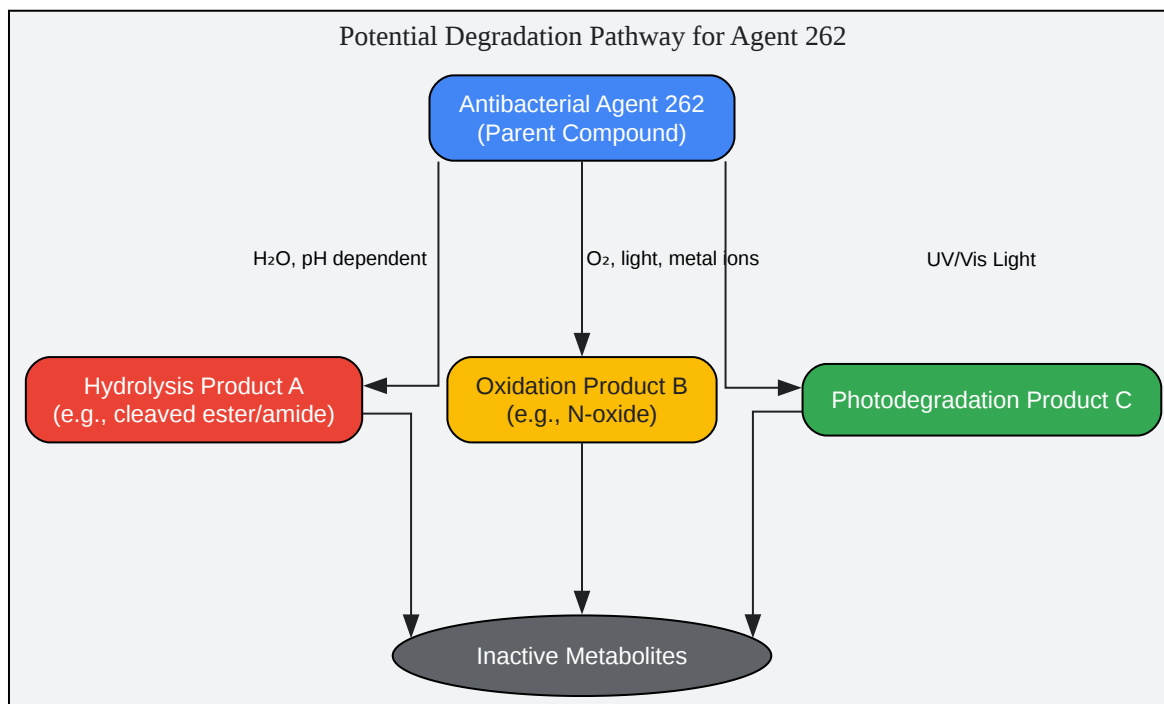 Potential Degradation Pathway for Agent 262
Antibacterial Agent 262
(Parent Compound)
H₂O, pH dependent
O₂, light, metal ions
UV/Vis Light
Hydrolysis Product A
(e.g., cleaved ester/amide)
Oxidation Product B
(e.g., N-oxide)
Photodegradation Product C
Inactive Metabolites